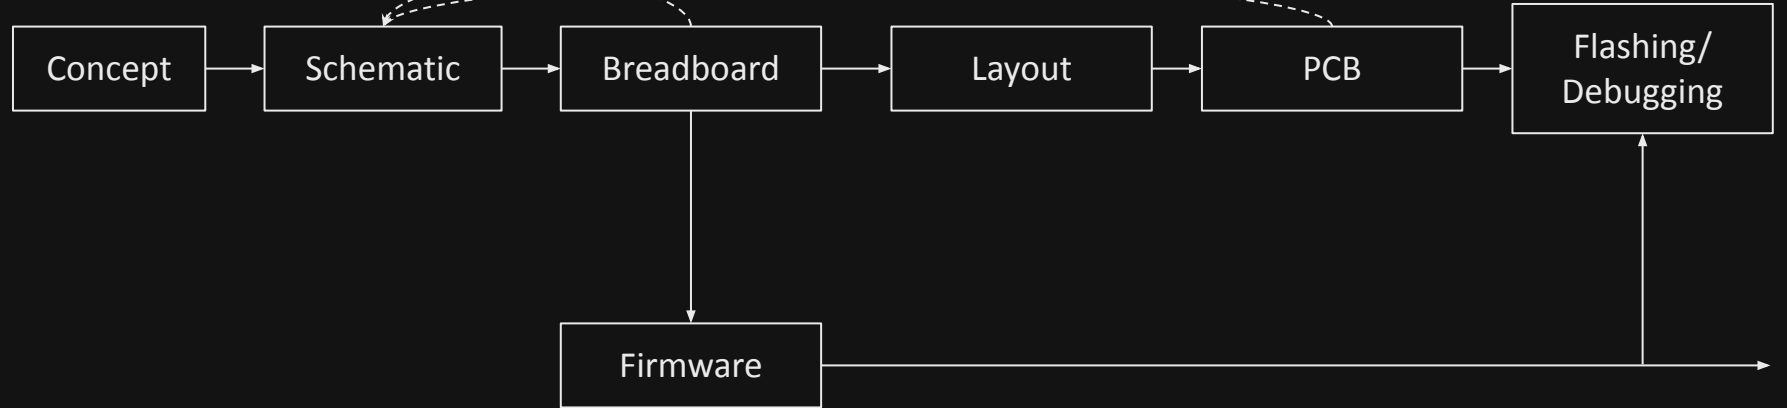 Concept
Schematic
Breadboard
Layout
PCB
Flashing/
Debugging
Firmware